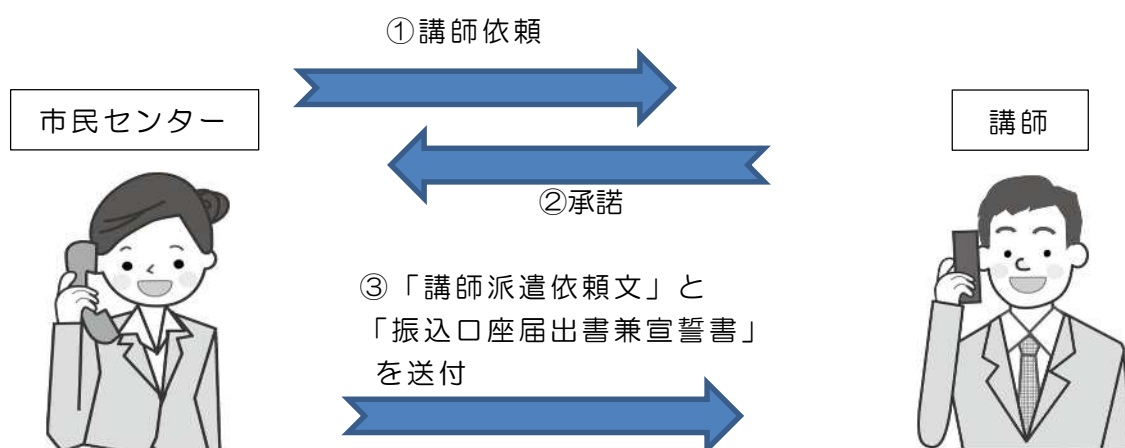 ①講師依頼
市民センター
講師
②承諾
③「講師派遣依頼文」と
「振込口座届出書兼宣誓書」
を送付